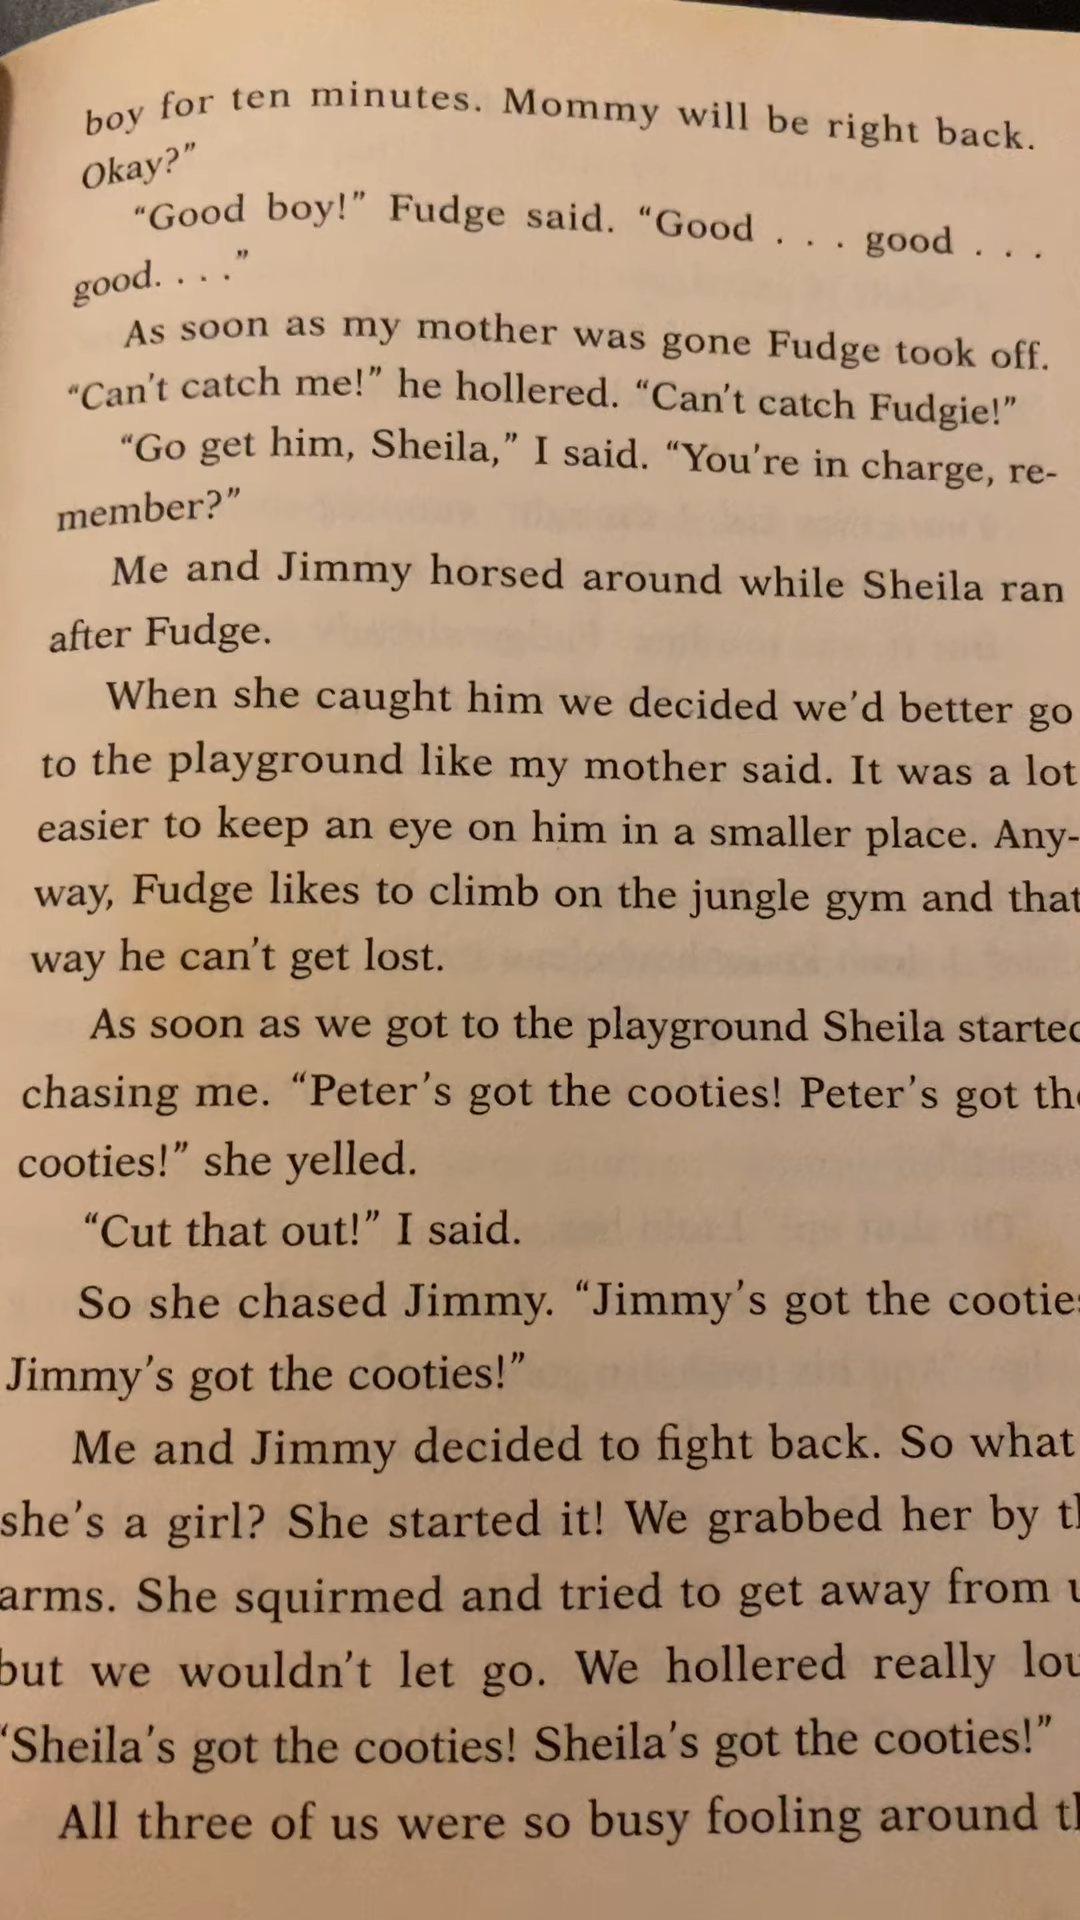 boy for ten minutes. Mommy will be right back.
Okay?”
“Good boy!” Fudge said. “Good . . . good . . .
good. . . .”
As soon as my mother was gone Fudge took off.
“Can't catch me!” he hollered. “Can't catch Fudgie!”
“Go get him, Sheila,” I said. “You're in charge, re-
member?”
Me and Jimmy horsed around while Sheila ran
after Fudge.
When she caught him we decided we'd better go
to the playground like my mother said. It was a lot
easier to keep an eye on him in a smaller place. Any-
way, Fudge likes to climb on the jungle gym and that
way he can't get lost.
As soon as we got to the playground Sheila started
chasing me. “Peter's got the cooties! Peter's got the
cooties!” she yelled.
“Cut that out!” I said.
So she chased Jimmy. “Jimmy's got the cooties
Jimmy's got the cooties!”
Me and Jimmy decided to fight back. So what
she's a girl? She started it! We grabbed her by
arms. She squirmed and tried to get away from
but we wouldn't let go. We hollered really
“Sheila's got the cooties! Sheila's got the cooties!”
All three of us were so busy fooling around